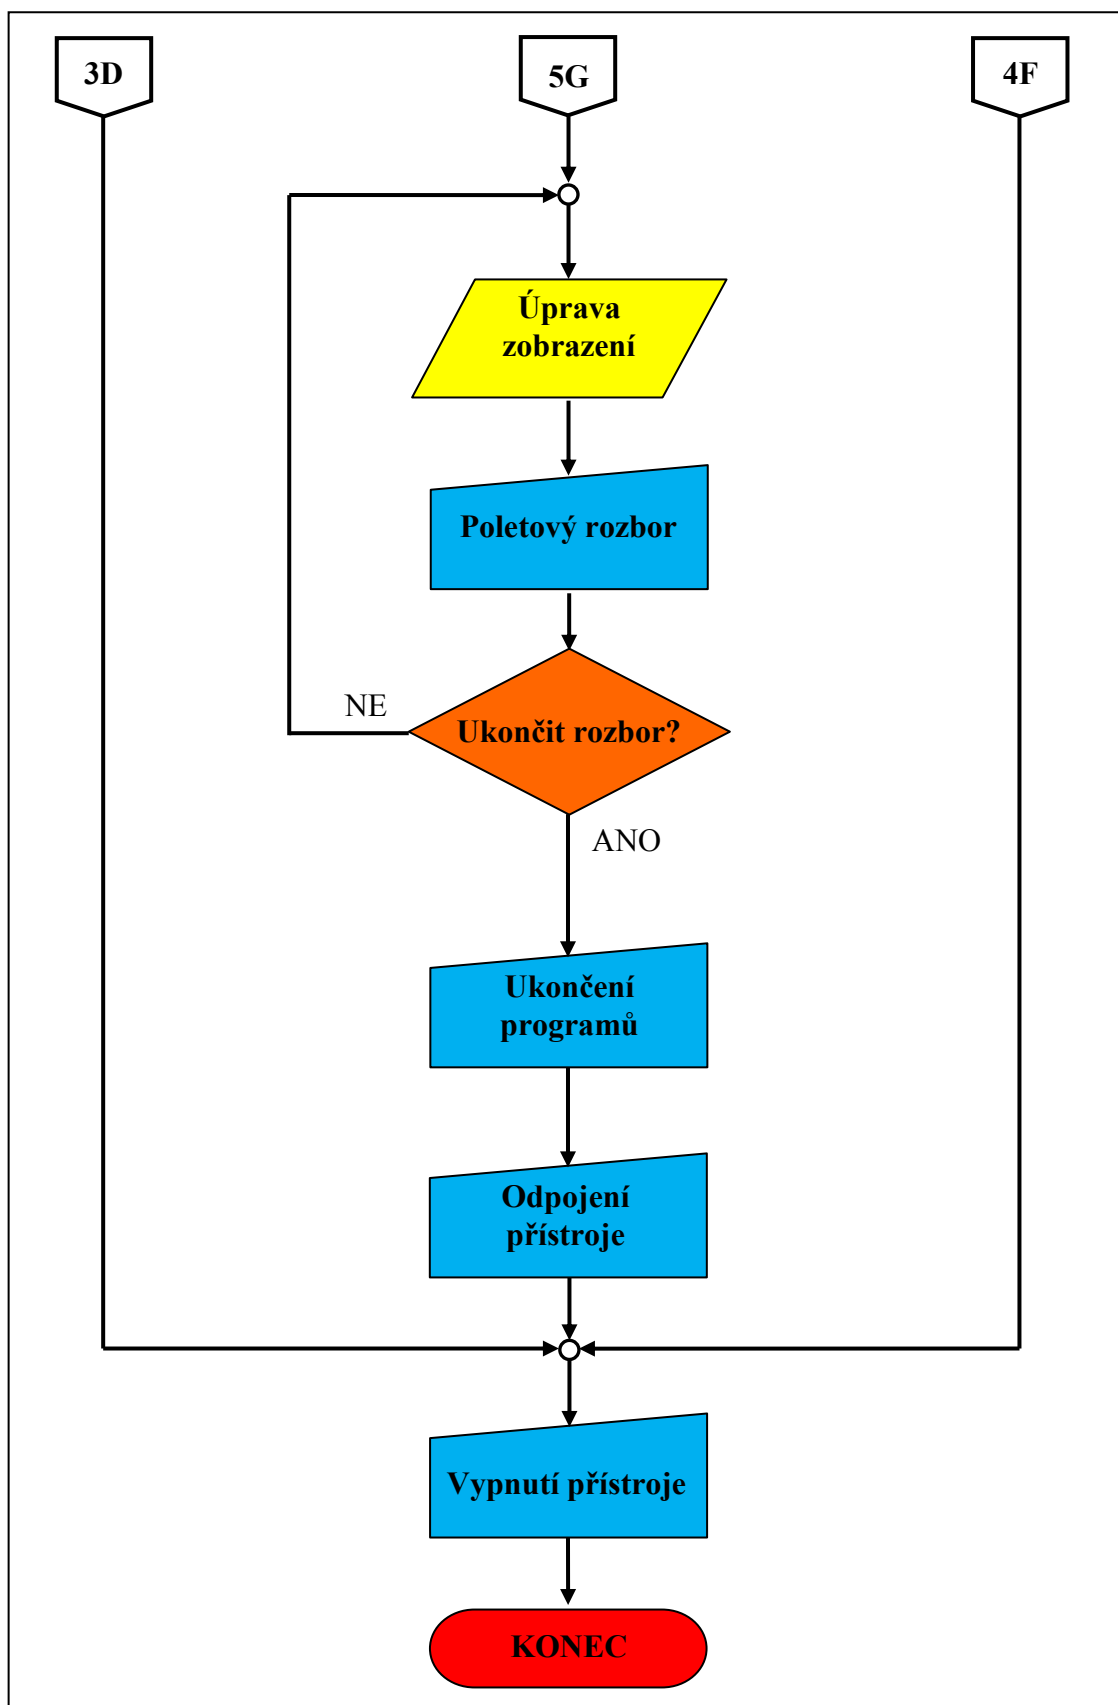 3D
5G
4F
Úprava
zobrazení
Poletový rozbor
NE
Ukončit rozbor?
ANO
Ukončení
programů
Odpojení
přístroje
Vypnutí přístroje
KONEC